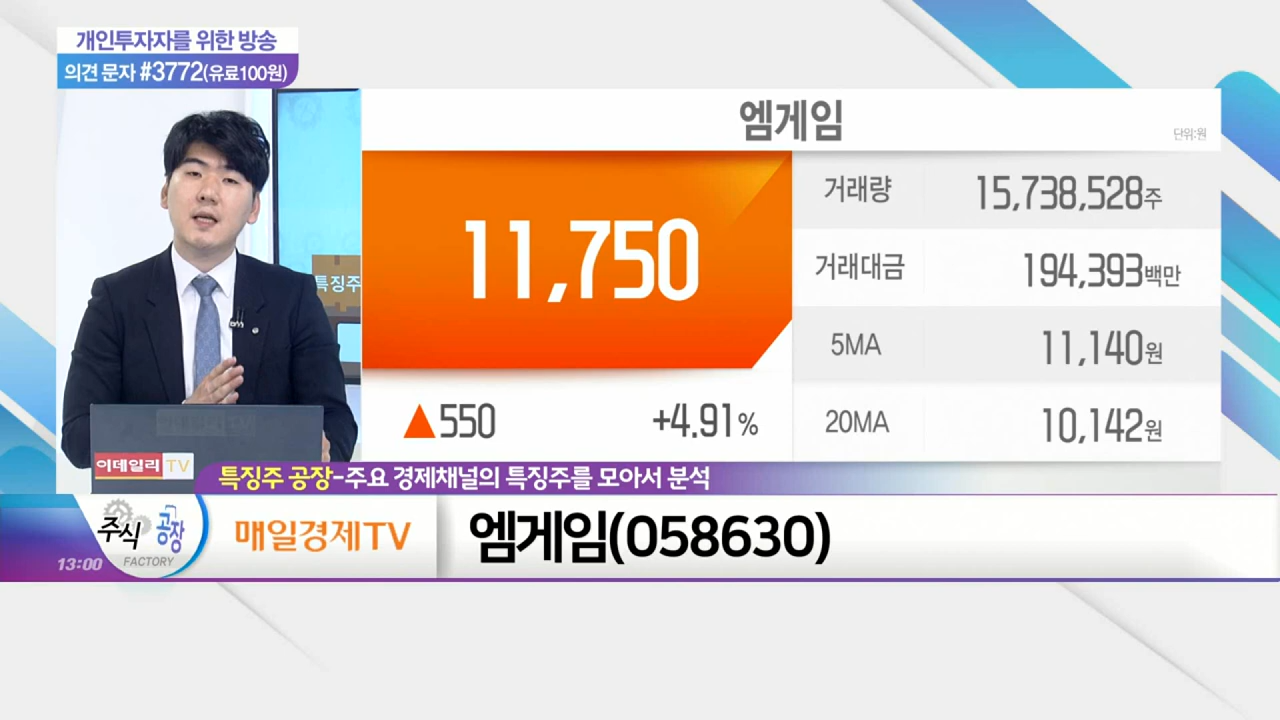 개인투자자를 위한 방송
의견 문자 #3772(유료100원)
엠게임
단위:원
11,750
▲550 +4.91%
거래량 15,738,528주
거래대금 194,393백만
5MA 11,140원
20MA 10,142원
특징주
이데일리 TV
특징주 공장-주요 경제채널의 특징주를 모아서 분석
주식 공장
FACTORY
13:00
매일경제TV
엠게임(058630)